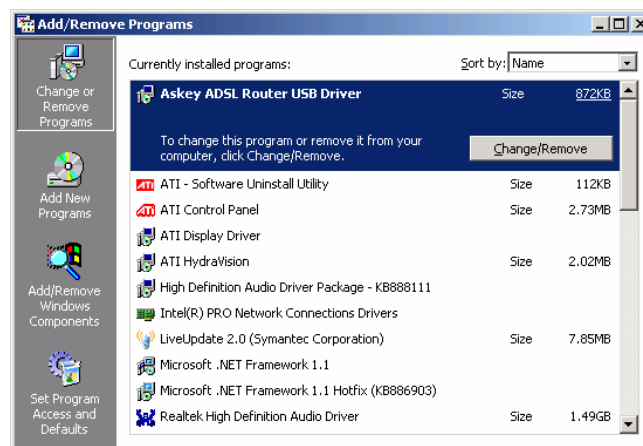 Add/Remove Programs
Change or
Remove
Programs
Add New
Programs
Add/Remove
Windows
Components
Set Program
Access and
Defaults
Currently installed programs:
Sort by: Name
Askey ADSL Router USB Driver Size 872KB
To change this program or remove it from your
computer, click Change/Remove.
Change/Remove
ATI - Software Uninstall Utility Size 112KB
ATI Control Panel Size 2.73MB
ATI Display Driver
ATI HydraVision Size 2.02MB
High Definition Audio Driver Package - KB888111
Intel(R) PRO Network Connections Drivers
LiveUpdate 2.0 (Symantec Corporation) Size 7.85MB
Microsoft .NET Framework 1.1
Microsoft .NET Framework 1.1 Hotfix (KB886903)
Realtek High Definition Audio Driver Size 1.49GB